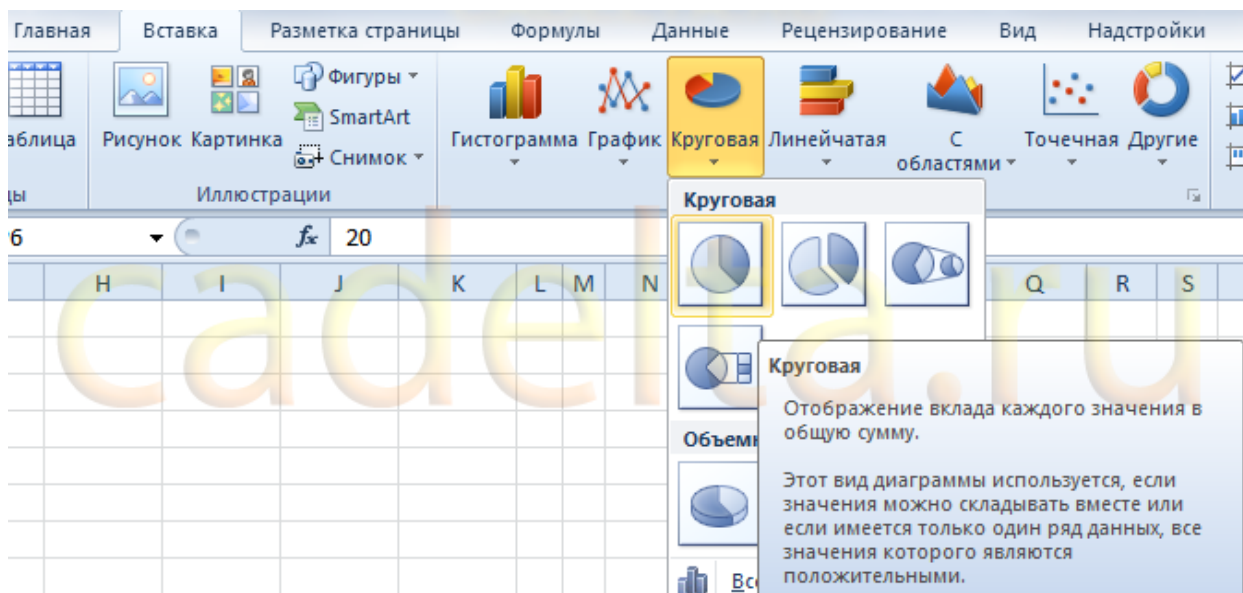 Главная Вставка Разметка страницы Формулы Данные Рецензирование Вид Надстройки
Фигуры
SmartArt
Снимок
Рисунок Картинка Гистограмма График Круговая Линейчатая С областями Точечная Другие
Иллюстрации
Круговая
fx 20
H I J K L M N Q R S
cadelta.ru
Круговая
Отображение вклада каждого значения в
общую сумму.
Этот вид диаграммы используется, если
значения можно складывать вместе или
если имеется только один ряд данных, все
значения которого являются
положительными.